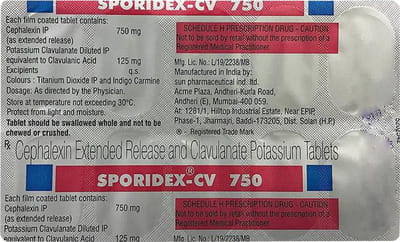 SPORIDEX-CV 750
Each film coated tablet contains:
Cephalexin IP 750 mg
(as extended release)
Potassium Clavulanate Diluted IP
equivalent to Clavulanic Acid 125 mg
Excipients q.s.
Colours : Titanium Dioxide and Indigo Carmine
Dosage: As directed by the Physician.
Store at temperature not exceeding 30°C.
Protect from light and moisture.
Tablet should be swallowed whole and not to be
chewed or crushed.
SCHEDULE H PRESCRIPTION DRUG - CAUTION
Not to be sold by retail without the prescription of a
Registered Medical Practitioner.
Mfg. Lic. No.: L/19/2238/MB
Manufactured in India by:
sun pharmaceutical ind. ltd.
Acme Plaza, Andheri-Kurla Road,
Andheri (E), Mumbai-400 059.
At: 1281/1, Hilltop Industrial Estate, Near EPIP,
Phase-1, Jharmajri, Baddi-173205, Dist. Solan (H.P)
® - Registered Trade Mark
℞ Cephalexin Extended Release and Clavulanate Potassium Tablets
SPORIDEX®-CV 750
Each film coated tablet contains:
Cephalexin IP 750 mg
(as extended release)
Potassium Clavulanate Diluted IP
equivalent to Clavulanic Acid 125 mg
SCHEDULE H PRESCRIPTION DRUG - CAUTION
Not to be sold by retail without the prescription of a
Registered Medical Practitioner.
Mfg. Lic. No.: L/19/2238/MB